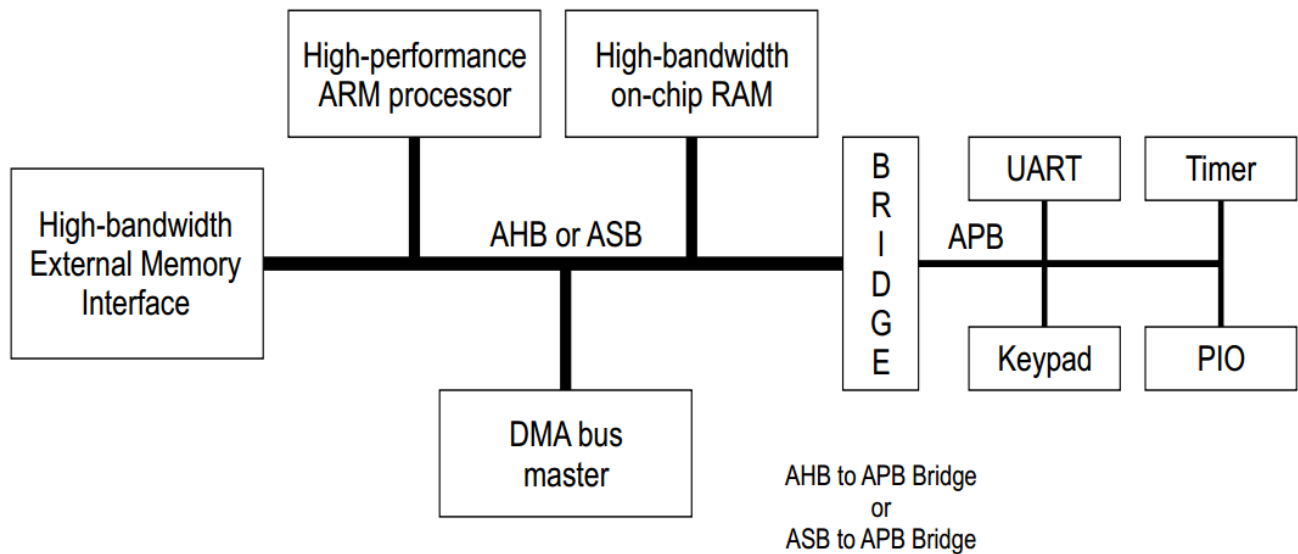 High-performance
ARM processor
High-bandwidth
on-chip RAM
High-bandwidth
External Memory
Interface
AHB or ASB
B
R
I
D
G
E
APB
UART
Timer
Keypad
PIO
DMA bus
master
AHB to APB Bridge
or
ASB to APB Bridge